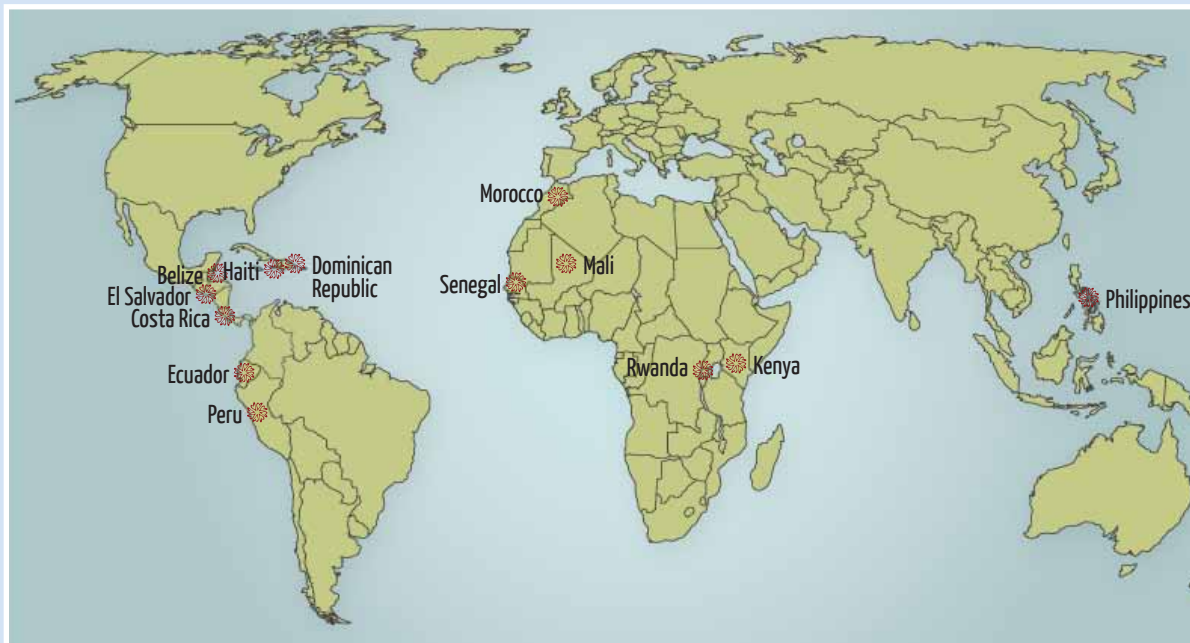 Morocco
Belize
Haiti
Dominican
Republic
Mali
Senegal
El Salvador
Philippines
Costa Rica
Rwanda
Kenya
Ecuador
Peru